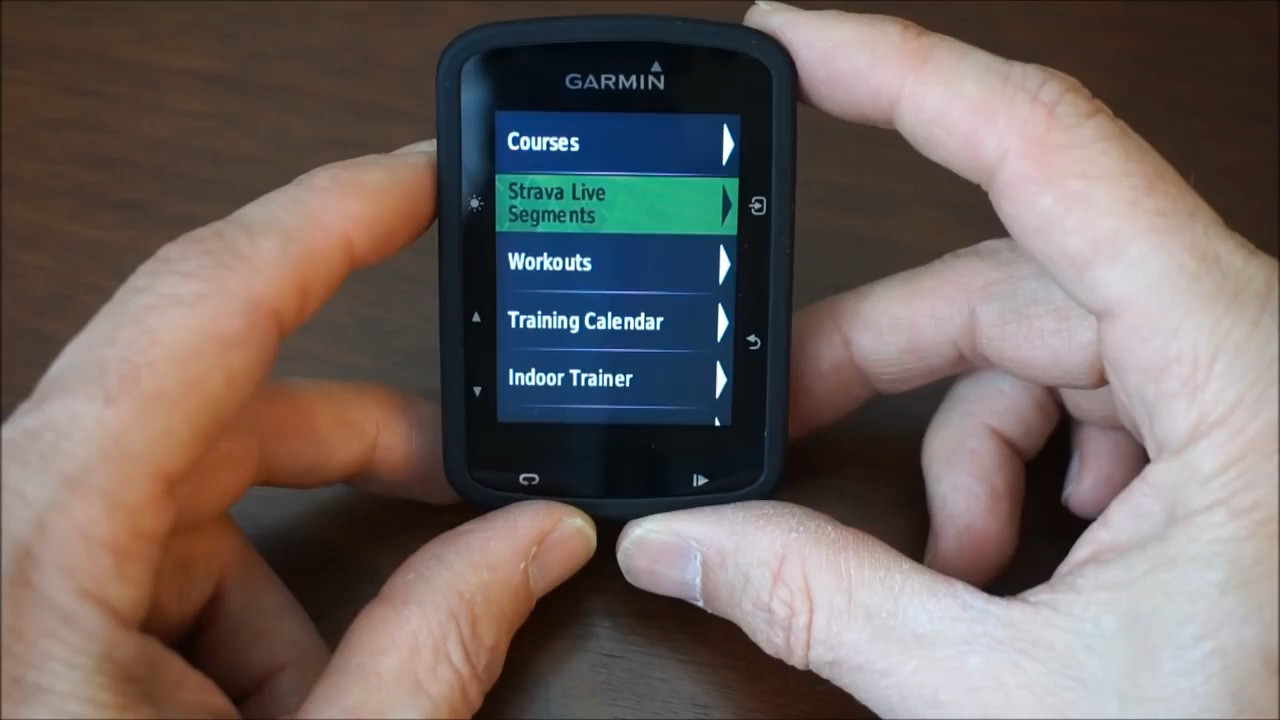 GARMIN
Courses
Strava Live
Segments
Workouts
Training Calendar
Indoor Trainer